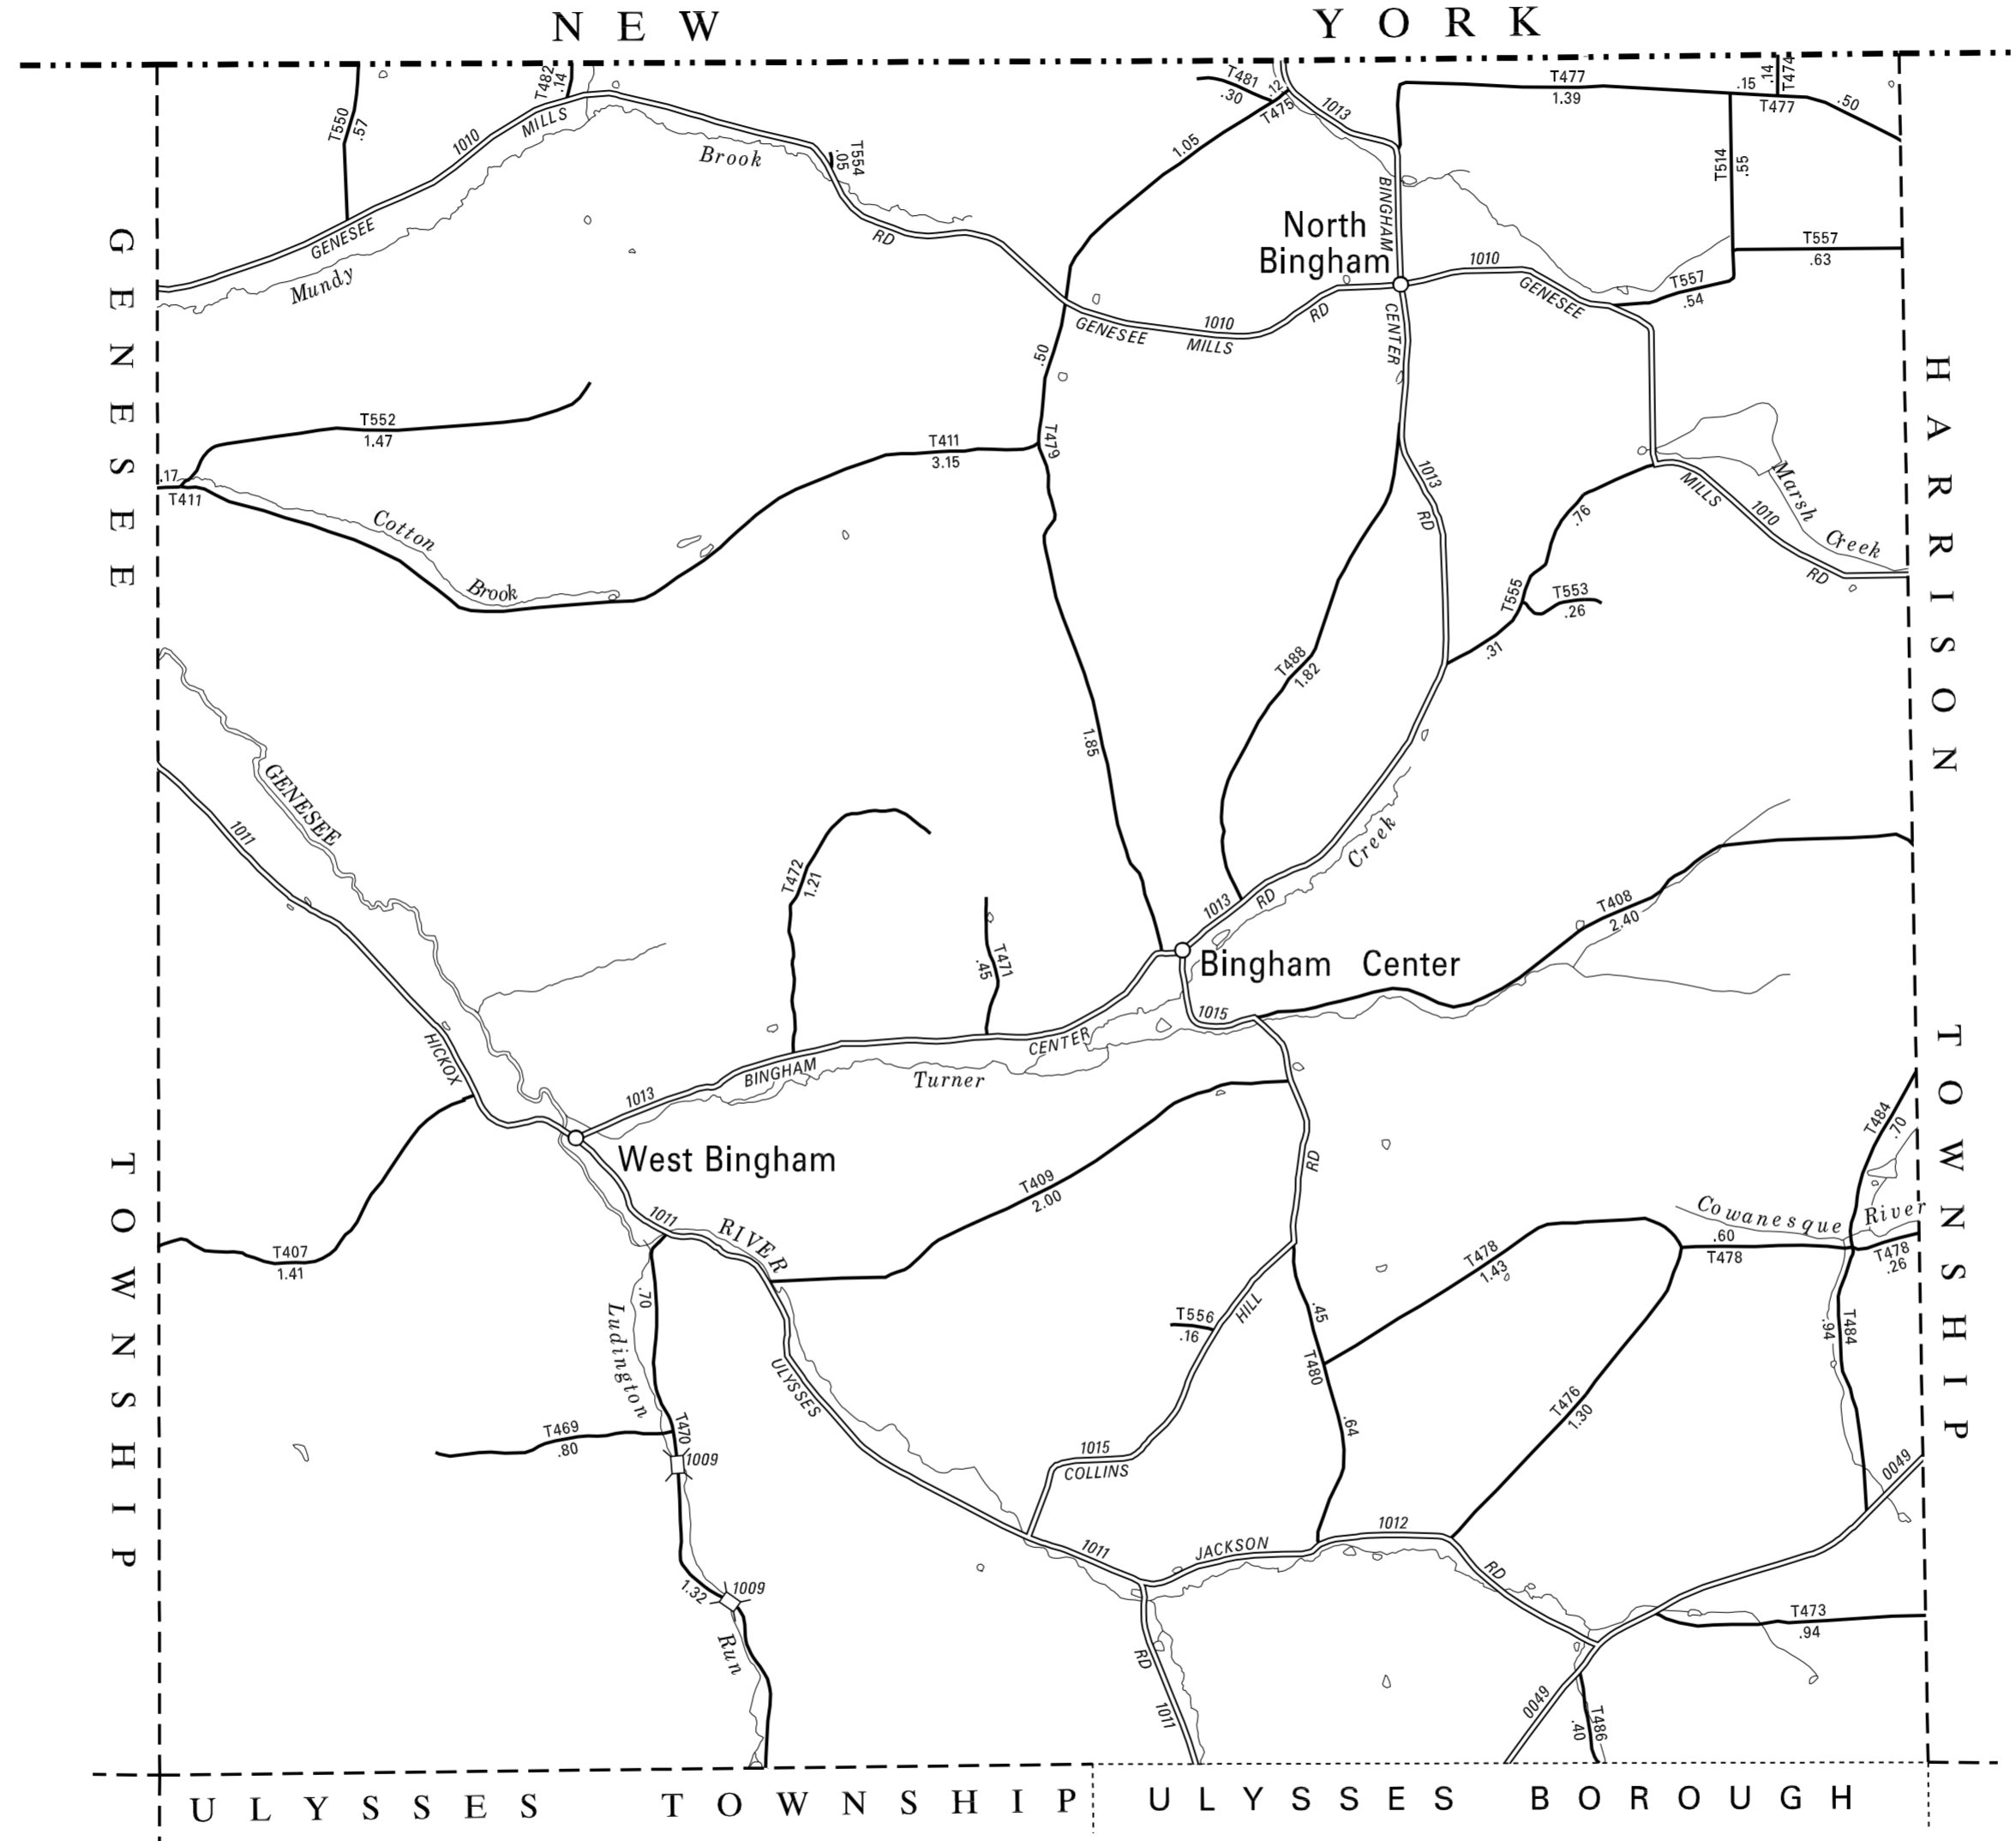 NEW YORK
T550
.57
T482
.14
1010
MILLS
GENESEE
Mundy
Brook
T554
.05
RD
T481
.30
.12
T475
1013
1.05
T477
1.39
.15
.14
T474
T477
.50
T514
.55
BINGHAM
North
Bingham
1010
GENESEE
T557
.63
T557
.54
GENESEE
1010
MILLS
RD
CENTER
.50
GENESEE
HARRISON
T552
1.47
T411
3.15
T479
.17
T411
Cotton
Brook
1013
RD
.76
MILLS
1010
Marsh
Creek
RD
T555
T553
.26
.31
T488
1.82
1.85
GENESEE
1011
T472
1.21
T471
.45
1013
RD
Creek
T408
2.40
Bingham Center
1015
HICKOX
1013
BINGHAM
CENTER
Turner
West Bingham
TOWNSHIP
TOWNSHIP
T484
.70
RD
T409
2.00
Cowanesque River
.60
T478
T478
.26
T478
1.43
T407
1.41
1011
RIVER
.70
Ludington
T556
.16
HILL
.45
T480
.94
T484
ULYSSES
T476
1.30
T469
.80
T470
1009
1015
COLLINS
.64
0049
1011
JACKSON
1012
RD
1.32
1009
Run
RD
1011
T473
.94
0049
T486
.40
ULYSSES TOWNSHIP
ULYSSES BOROUGH